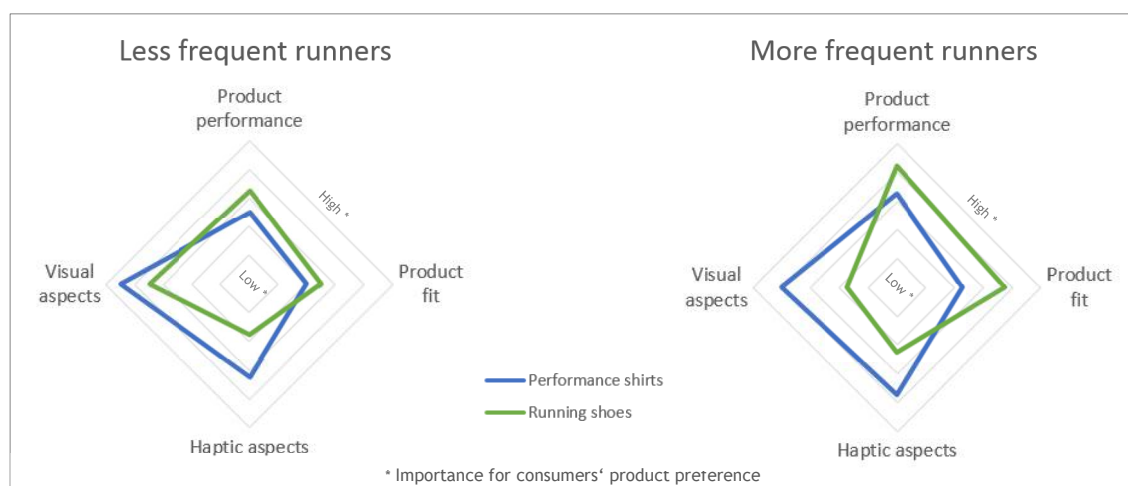 Less frequent runners
Product
performance
High *
Low *
Visual
aspects
Product
fit
Haptic aspects
More frequent runners
Product
performance
High *
Low *
Visual
aspects
Product
fit
Haptic aspects
Performance shirts
Running shoes
* Importance for consumers‘ product preference